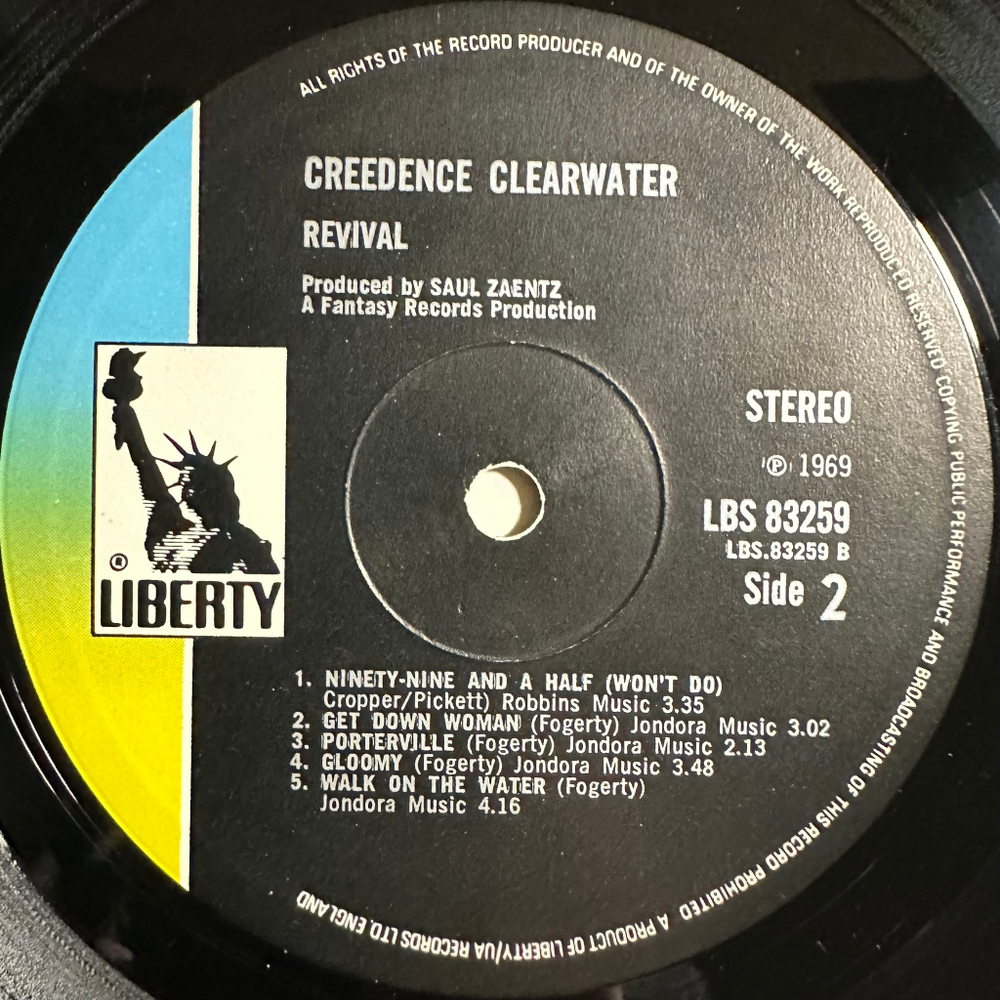 ALL RIGHTS OF THE RECORD PRODUCER AND OF THE OWNER OF THE WORK REPRODUCED RESERVED COPYING PUBLIC PERFORMANCE AND BROADCASTING OF THIS RECORD PROHIBITED A PRODUCT OF LIBERTY/UA RECORDS LTD. ENGLAND
CREEDENCE CLEARWATER
REVIVAL
Produced by SAUL ZAENTZ
A Fantasy Records Production
STEREO
℗ 1969
LBS 83259
LBS.83259 B
Side 2
®
LIBERTY
1. NINETY-NINE AND A HALF (WON'T DO)
Cropper/Pickett) Robbins Music 3.35
2. GET DOWN WOMAN (Fogerty) Jondora Music 3.02
3. PORTERVILLE (Fogerty) Jondora Music 2.13
4. GLOOMY (Fogerty) Jondora Music 3.48
5. WALK ON THE WATER (Fogerty)
Jondora Music 4.16